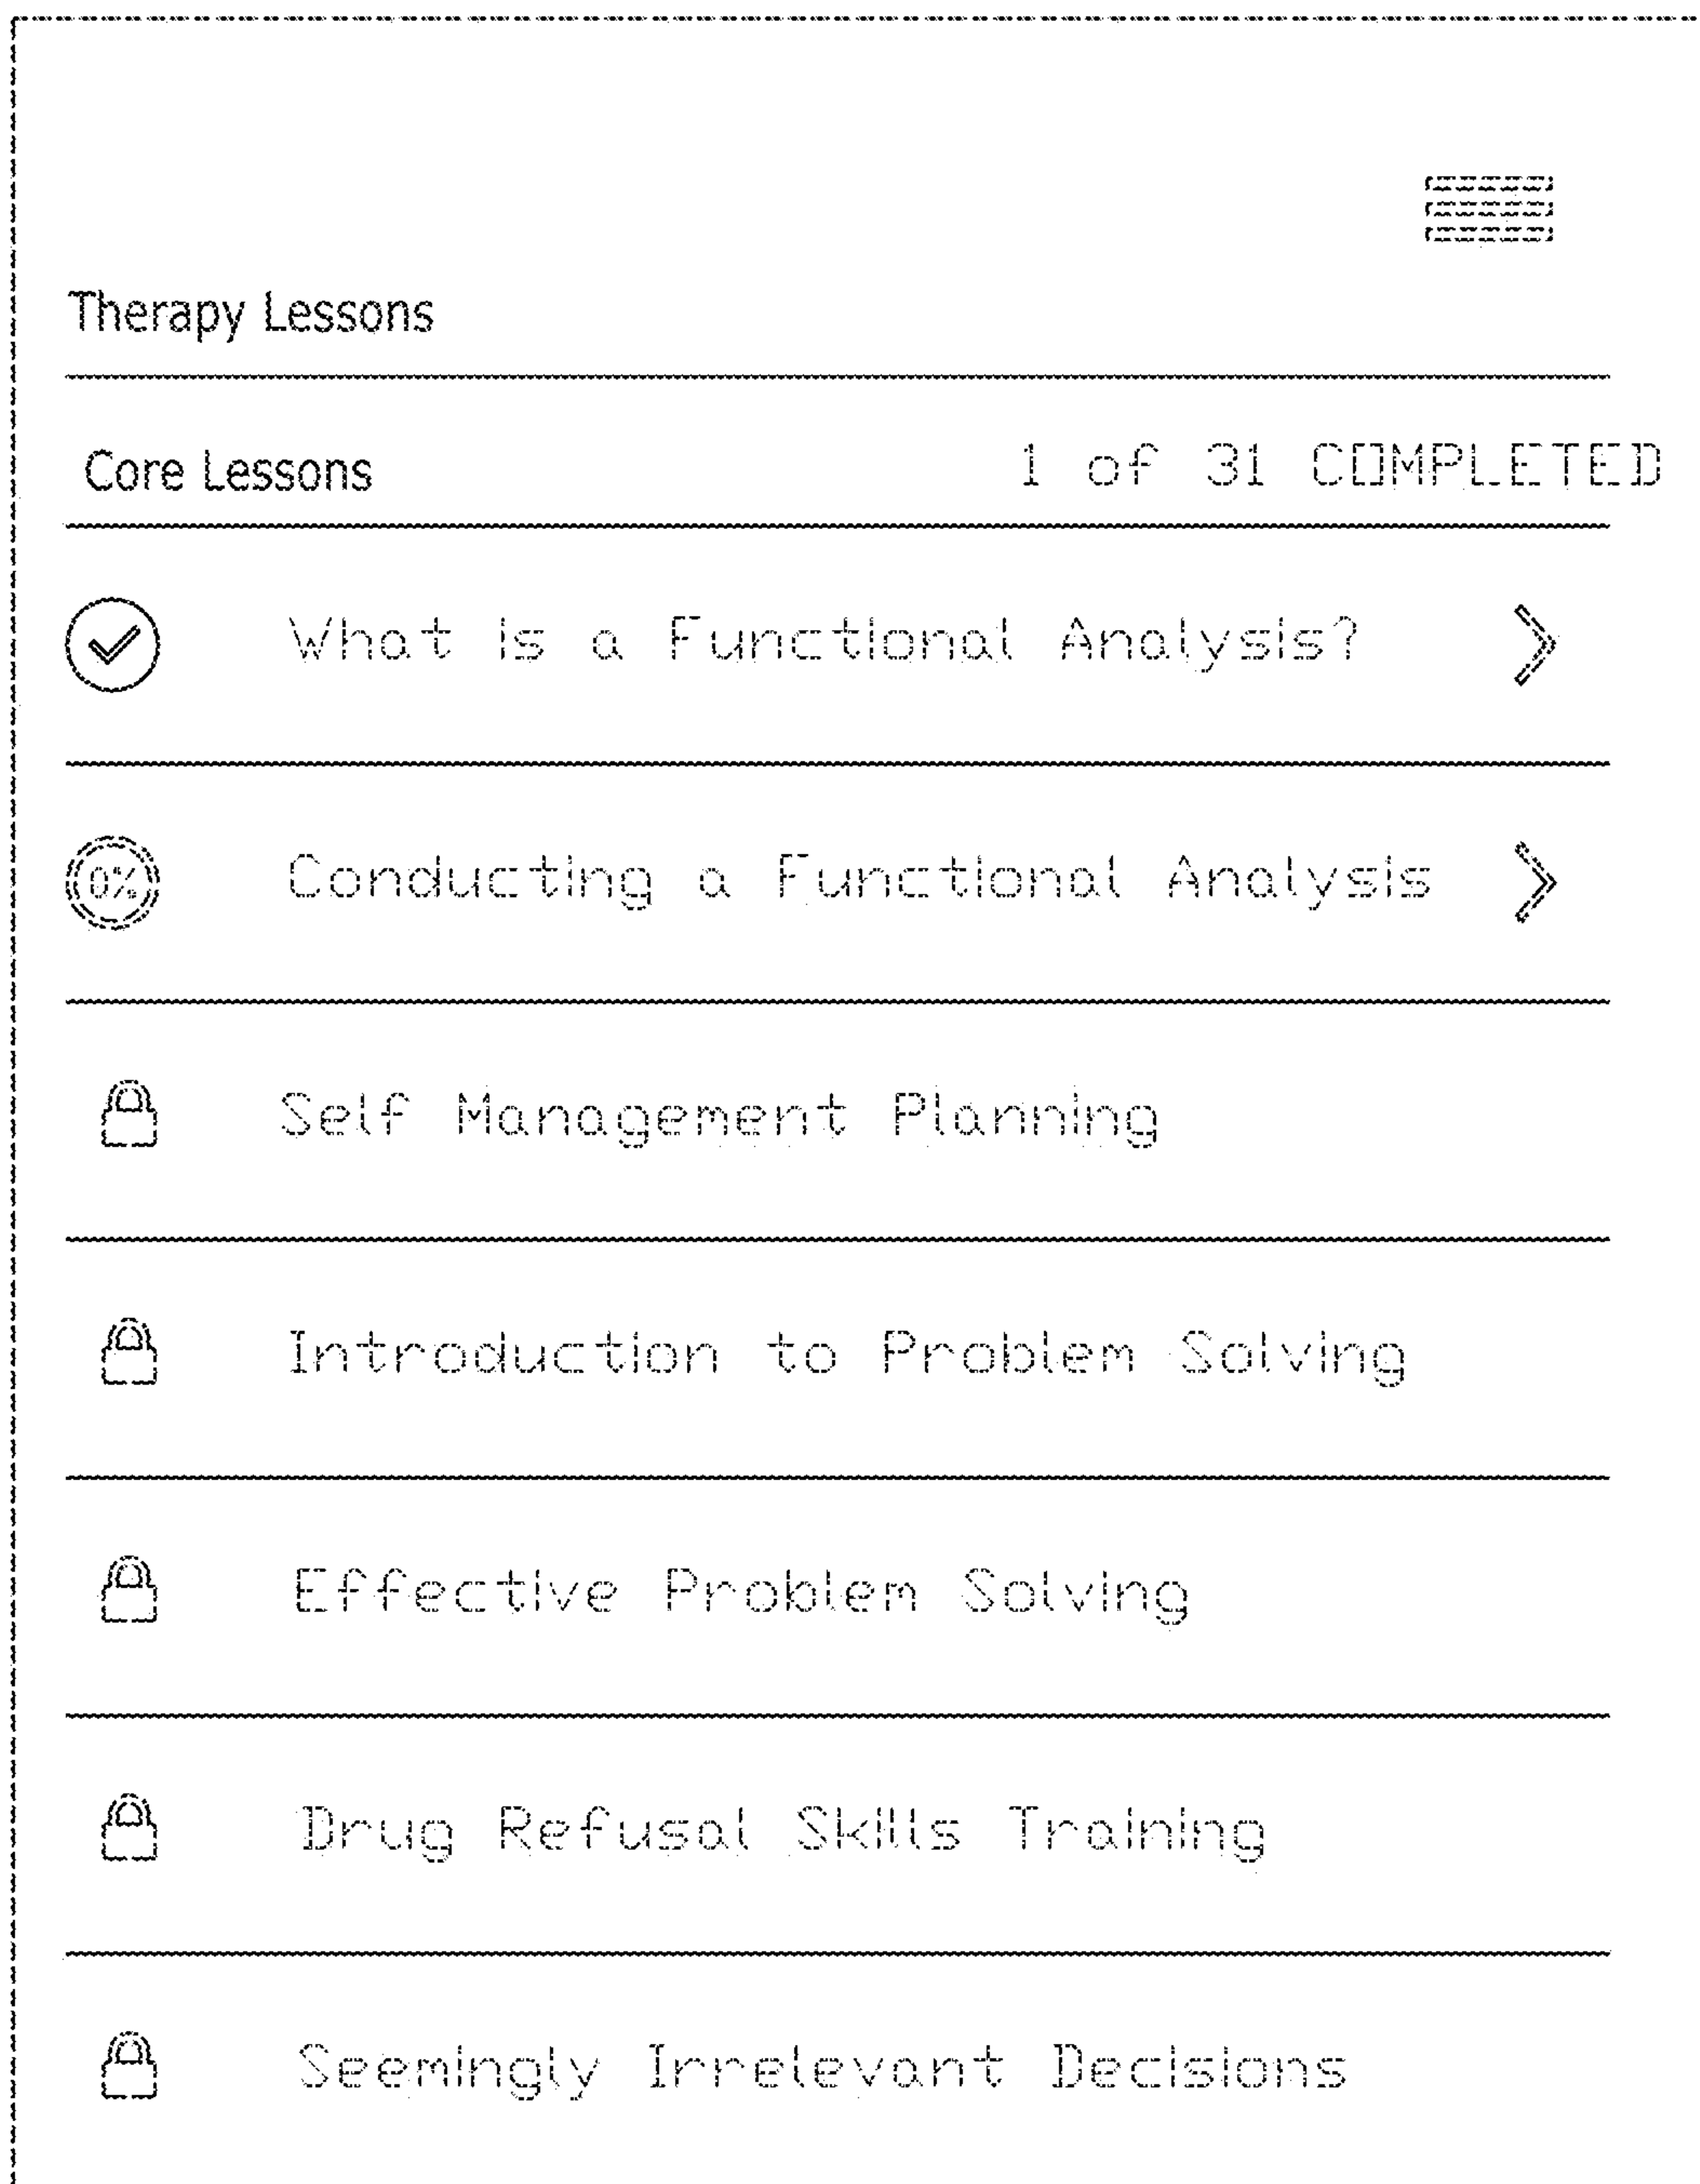 Therapy Lessons
Core Lessons 1 of 31 COMPLETED
What is a Functional Analysis?
0% Conducting a Functional Analysis
Self Management Planning
Introduction to Problem Solving
Effective Problem Solving
Drug Refusal Skills Training
Seemingly Irrelevant Decisions